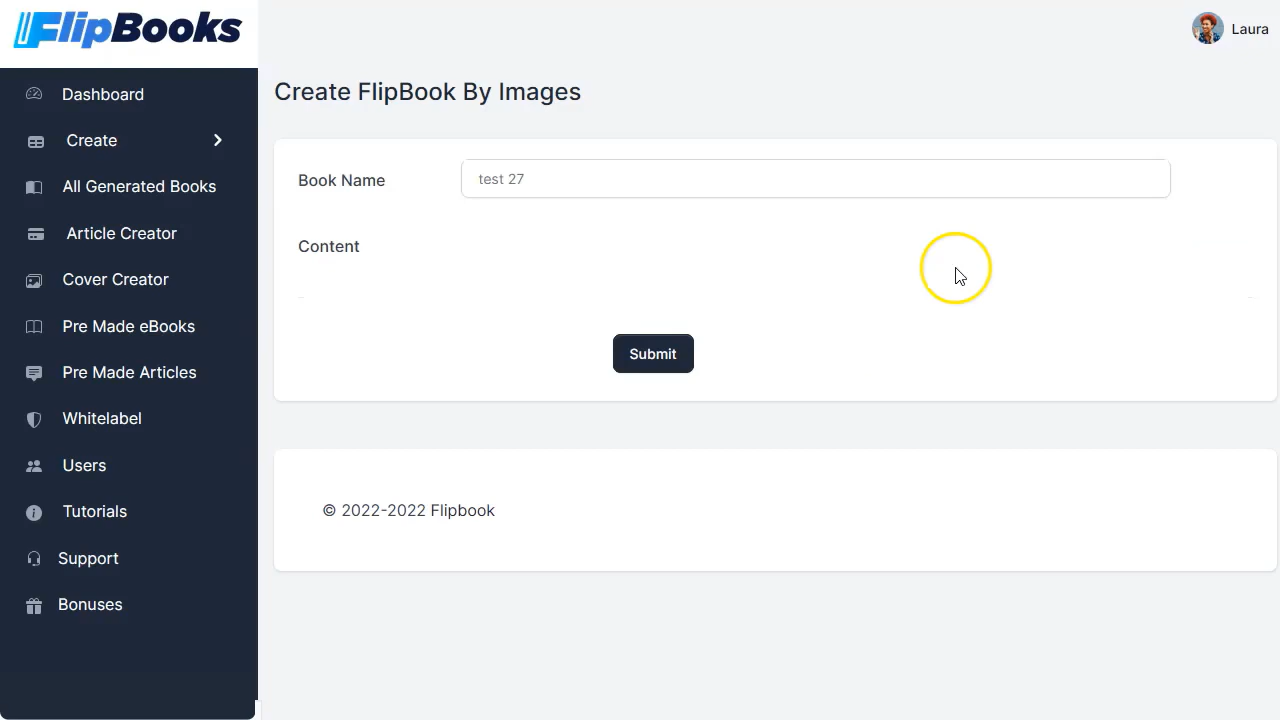 FlipBooks
Laura
Dashboard
Create
All Generated Books
Article Creator
Cover Creator
Pre Made eBooks
Pre Made Articles
Whitelabel
Users
Tutorials
Support
Bonuses
Create FlipBook By Images
Book Name
test 27
Content
Submit
© 2022-2022 Flipbook